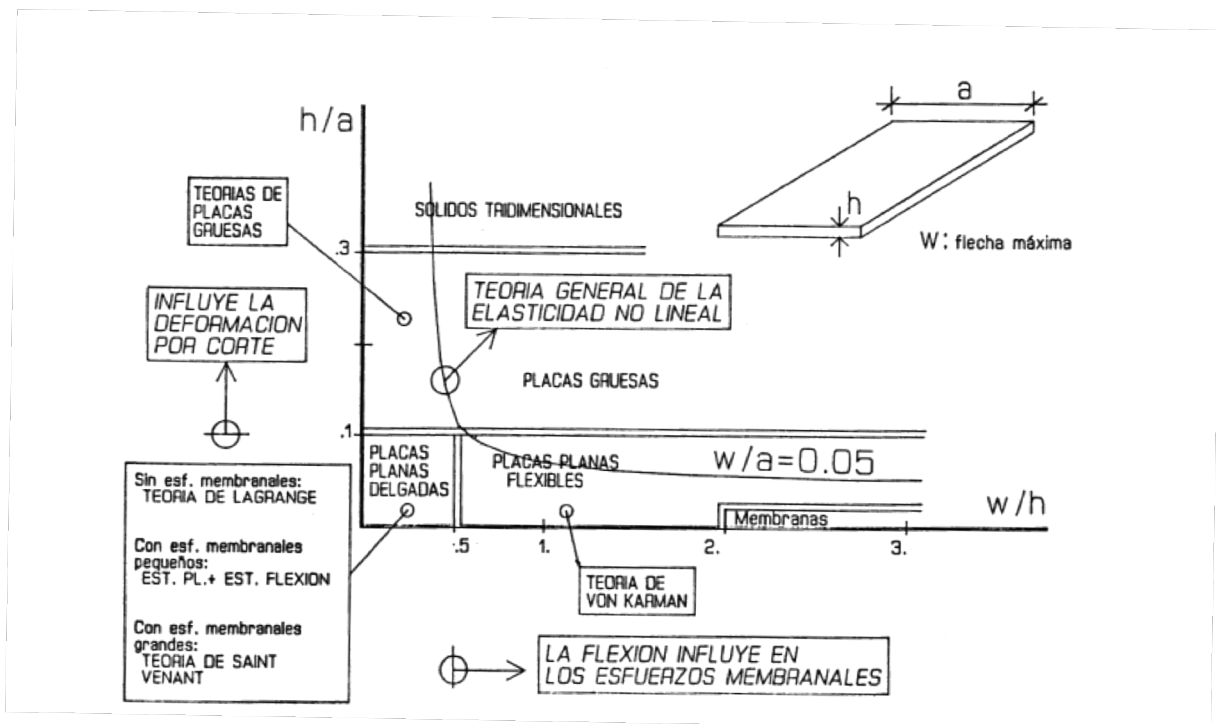 a
h/a
TEORIAS DE
PLACAS
GRUESAS
SOLIDOS TRIDIMENSIONALES
h
W: flecha máxima
.3
INFLUYE LA
DEFORMACION
POR CORTE
TEORIA GENERAL DE LA
ELASTICIDAD NO LINEAL
PLACAS GRUESAS
.1
PLACAS
PLANAS
DELGADAS
PLACAS PLANAS
FLEXIBLES
w/a=0.05
Sin esf. membranales:
TEORIA DE LAGRANGE
Con esf. membranales
pequeños:
EST. PL.+ EST. FLEXION
Con esf. membranales
grandes:
TEORIA DE SAINT
VENANT
Membranas
w/h
.5
1.
2.
3.
TEORIA DE
VON KARMAN
LA FLEXION INFLUYE EN
LOS ESFUERZOS MEMBRANALES